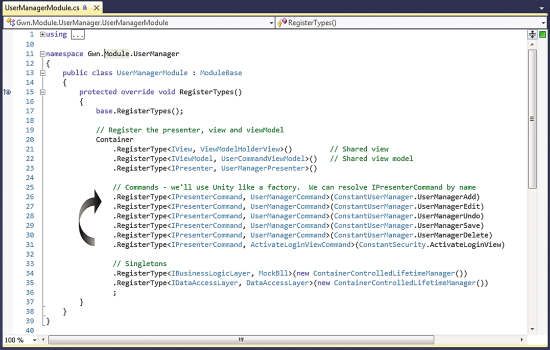 UserManagerModule.cs
Gwn.Module.UserManager.UserManagerModule
RegisterTypes()
1 using ...
10
11 namespace Gwn.Module.UserManager
12 {
13 public class UserManagerModule : ModuleBase
14 {
15 protected override void RegisterTypes()
16 {
17 base.RegisterTypes();
18
19 // Register the presenter, view and viewModel
20 Container
21 .RegisterType<IView, ViewModelHolderView>() // Shared view
22 .RegisterType<IViewModel, UserCommandViewModel>() // Shared view model
23 .RegisterType<IPresenter, UserManagerPresenter>()
24
25 // Commands - we'll use Unity like a factory. We can resolve IPresenterCommand by name
26 .RegisterType<IPresenterCommand, UserManagerCommand>(ConstantUserManager.UserManagerAdd)
27 .RegisterType<IPresenterCommand, UserManagerCommand>(ConstantUserManager.UserManagerEdit)
28 .RegisterType<IPresenterCommand, UserManagerCommand>(ConstantUserManager.UserManagerUndo)
29 .RegisterType<IPresenterCommand, UserManagerCommand>(ConstantUserManager.UserManagerSave)
30 .RegisterType<IPresenterCommand, UserManagerCommand>(ConstantUserManager.UserManagerDelete)
31 .RegisterType<IPresenterCommand, ActivateLoginViewCommand>(ConstantSecurity.ActivateLoginView)
32
33 // Singletons
34 .RegisterType<IBusinessLogicLayer, MockBll>(new ContainerControlledLifetimeManager())
35 .RegisterType<IDataAccessLayer, DataAccessLayer>(new ContainerControlledLifetimeManager())
36 ;
37 }
38 }
39 }
40
100 %